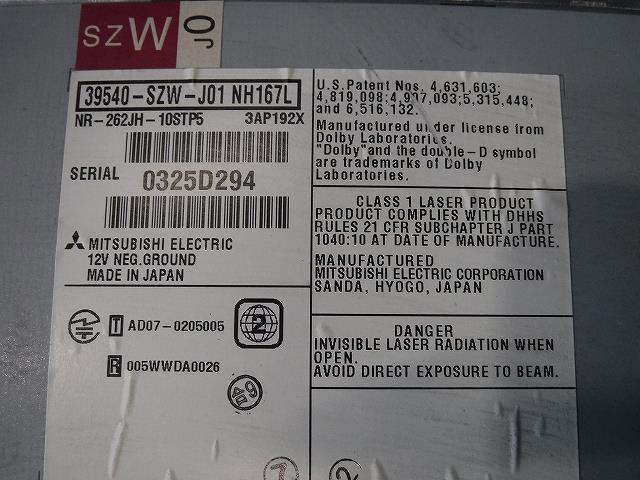 SZW JO
39540-SZW-J01 NH167L
NR-262JH-10STP5 3AP192X
SERIAL 0325D294
MITSUBISHI ELECTRIC
12V NEG.GROUND
MADE IN JAPAN
T AD07-0205005
R 005WWDA0026
2
U.S.Patent Nos. 4,631,603;
4,819,098;4,907,093;5,315,448;
and 6,516,132.
Manufactured under license from
Dolby Laboratories.
"Dolby"and the double-D symbol
are trademarks of Dolby
Laboratories.
CLASS 1 LASER PRODUCT
PRODUCT COMPLIES WITH DHHS
RULES 21 CFR SUBCHAPTER J PART
1040:10 AT DATE OF MANUFACTURE.
MANUFACTURED
MITSUBISHI ELECTRIC CORPORATION
SANDA, HYOGO, JAPAN
DANGER
INVISIBLE LASER RADIATION WHEN
OPEN.
AVOID DIRECT EXPOSURE TO BEAM.